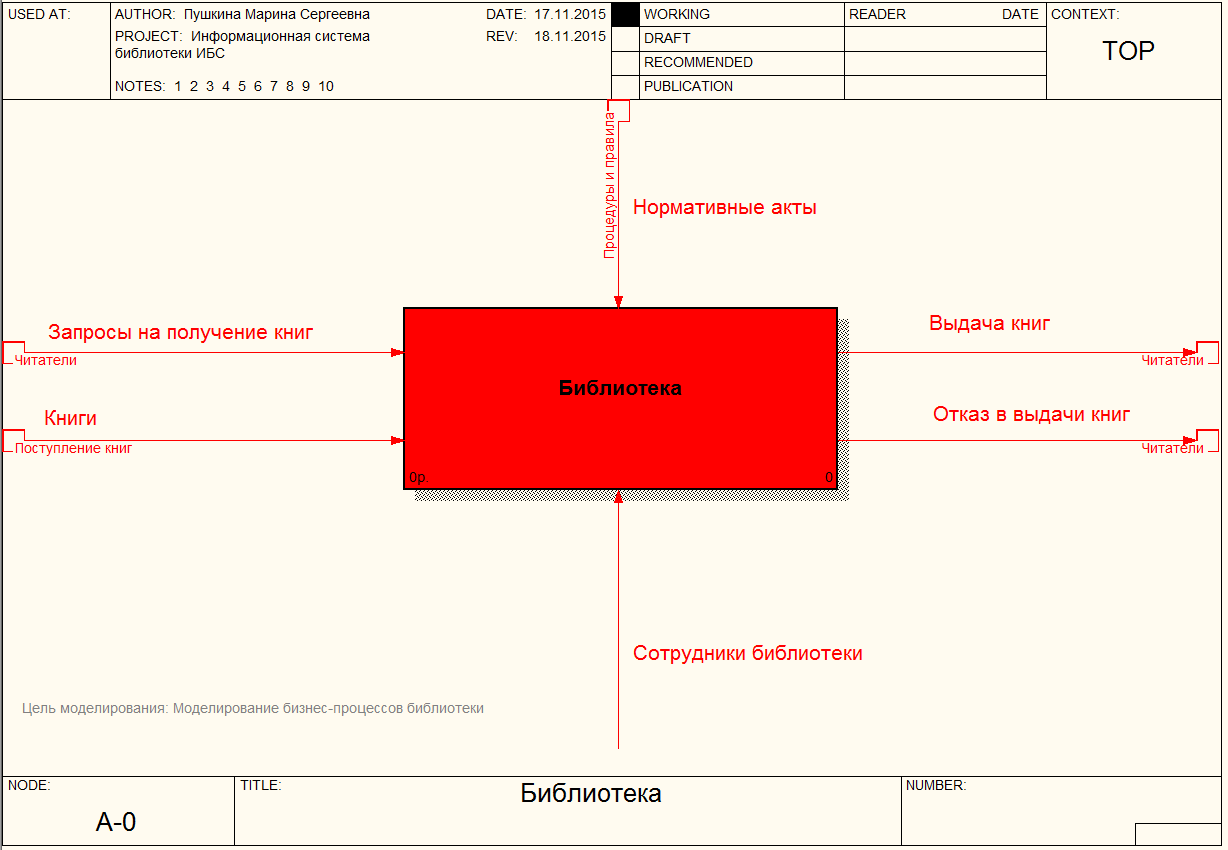 USED AT:
AUTHOR: Пушкина Марина Сергеевна
DATE: 17.11.2015
PROJECT: Информационная система
библиотеки ИБС
REV: 18.11.2015
NOTES: 1 2 3 4 5 6 7 8 9 10
WORKING
DRAFT
RECOMMENDED
PUBLICATION
READER DATE
CONTEXT:
TOP
Процедуры и правила
Нормативные акты
Запросы на получение книг
Читатели
Книги
Поступление книг
Библиотека
0р.
0
Выдача книг
Читатели
Отказ в выдачи книг
Читатели
Сотрудники библиотеки
Цель моделирования: Моделирование бизнес-процессов библиотеки
NODE:
A-0
TITLE:
Библиотека
NUMBER: